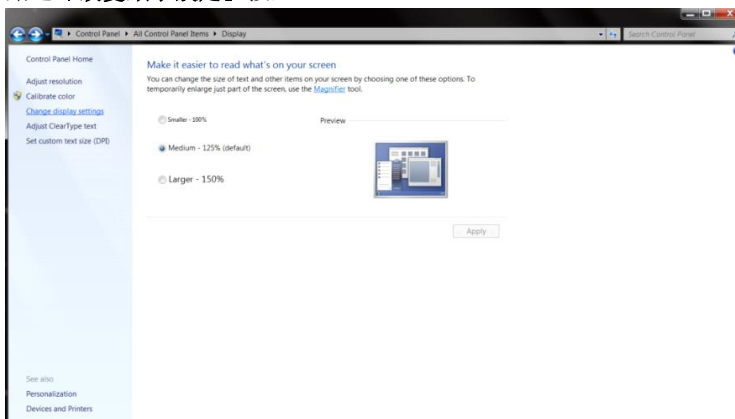 Control Panel ▸ All Control Panel Items ▸ Display
Search Control Panel
Control Panel Home
Adjust resolution
Calibrate color
Change display settings
Adjust ClearType text
Set custom text size (DPI)
Make it easier to read what's on your screen
You can change the size of text and other items on your screen by choosing one of these options. To
temporarily enlarge just part of the screen, use the Magnifier tool.
Smaller - 100%
Preview
Medium - 125% (default)
Larger - 150%
Apply
See also
Personalization
Devices and Printers